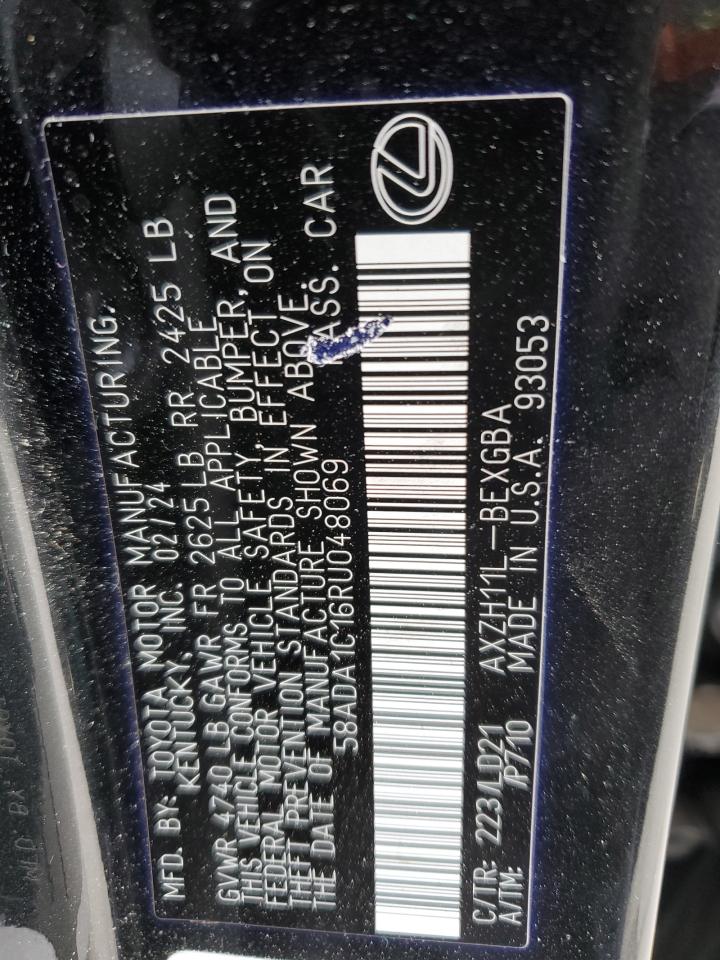 MFD. BY: TOYOTA MOTOR MANUFACTURING.
KENTUCKY, INC. 02/24
GVWR 4740 LB GAWR FR 2625 LB RR 2425 LB
THIS VEHICLE CONFORMS TO ALL APPLICABLE
FEDERAL MOTOR VEHICLE SAFETY, BUMPER, AND
THEFT PREVENTION STANDARDS IN EFFECT ON
THE DATE OF MANUFACTURE SHOWN ABOVE.
58ADA1C16RU048069 PASS. CAR
C/TR: 223/LD21 AXZH11L-BEXGBA
A/TM: /P710 MADE IN U.S.A. 93053